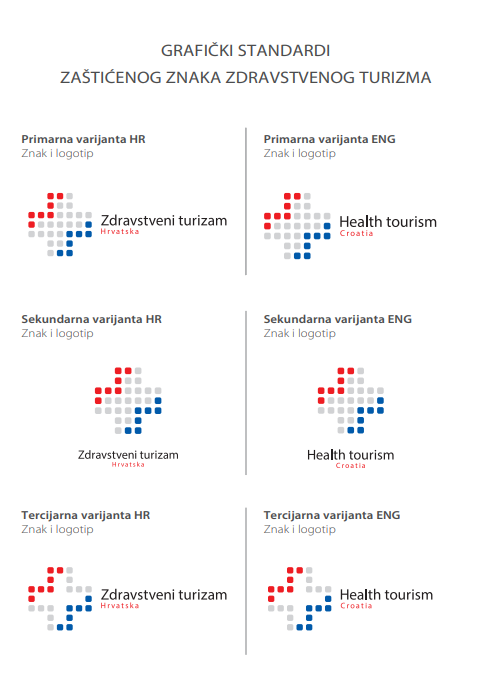 GRAFIČKI STANDARDI
ZAŠTIĆENOG ZNAKA ZDRAVSTVENOG TURIZMA
Primarna varijanta HR
Znak i logotip
Zdravstveni turizam
Hrvatska
Primarna varijanta ENG
Znak i logotip
Health tourism
Croatia
Sekundarna varijanta HR
Znak i logotip
Zdravstveni turizam
Hrvatska
Sekundarna varijanta ENG
Znak i logotip
Health tourism
Croatia
Tercijarna varijanta HR
Znak i logotip
Zdravstveni turizam
Hrvatska
Tercijarna varijanta ENG
Znak i logotip
Health tourism
Croatia